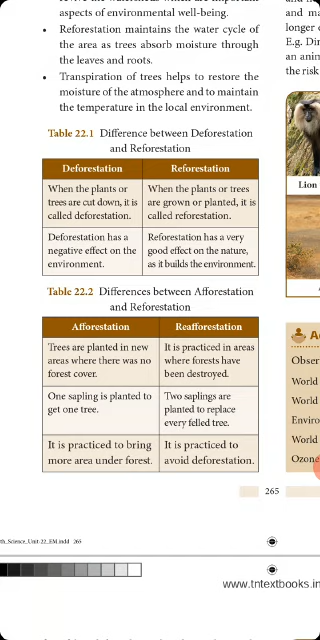 aspects of environmental well-being.
• Reforestation maintains the water cycle of
the area as trees absorb moisture through
the leaves and roots.
• Transpiration of trees helps to restore the
moisture of the atmosphere and to maintain
the temperature in the local environment.
Table 22.1 Difference between Deforestation
and Reforestation
Deforestation Reforestation
When the plants or When the plants or trees
trees are cut down, it is are grown or planted, it is
called deforestation. called reforestation.
Deforestation has a Reforestation has a very
negative effect on the good effect on the nature,
environment. as it builds the environment.
Table 22.2 Differences between Afforestation
and Reforestation
Afforestation Reafforestation
Trees are planted in new It is practiced in areas
areas where there was no where forests have
forest cover. been destroyed.
One sapling is planted to Two saplings are
get one tree. planted to replace
every felled tree.
It is practiced to bring It is practiced to
more area under forest. avoid deforestation.
265
th_Science_Unit-22_EM.indd 265
longer
E.g. Di
an anim
the risk
Lion
A
Obser
World
World
Enviro
World
Ozone
www.tntextbooks.in